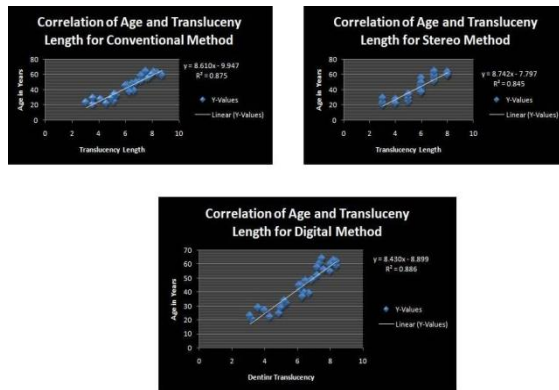 Correlation of Age and Transluceny
Length for Conventional Method
y = 8.610x - 9.947
R² = 0.875
Age in Years
80
60
40
20
0
0 2 4 6 8 10
Translucency Length
Y-Values
Linear (Y-Values)
Correlation of Age and Transluceny
Length for Stereo Method
y = 8.742x - 7.797
R² = 0.845
Age in Years
80
60
40
20
0
0 2 4 6 8 10
Translucency Length
Y-Values
Linear (Y-Values)
Correlation of Age and Transluceny
Length for Digital Method
y = 8.430x - 8.899
R² = 0.886
Age in Years
70
60
50
40
30
20
10
0
0 2 4 6 8 10
Dentinr Translucency
Y-Values
Linear (Y-Values)